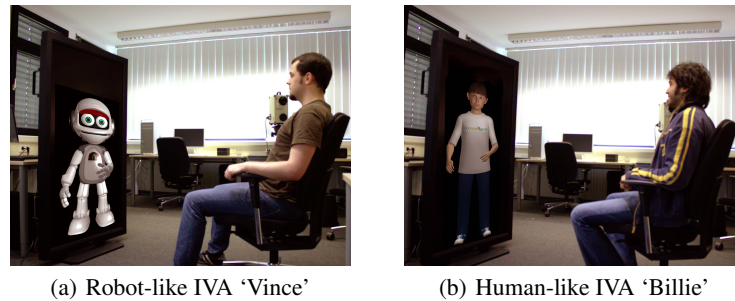 (a) Robot-like IVA ‘Vince’
(b) Human-like IVA ‘Billie’